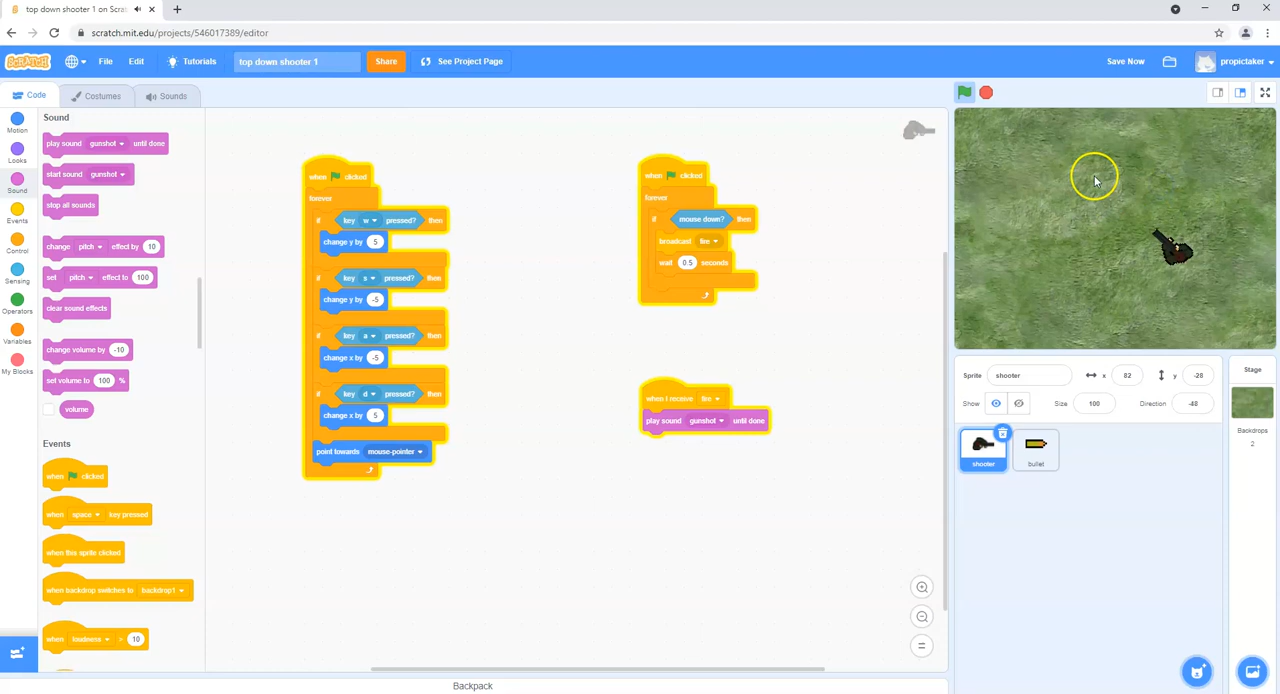 top down shooter 1 on Scrat
scratch.mit.edu/projects/546017389/editor
SCRATCH
File
Edit
Tutorials
top down shooter 1
Share
See Project Page
Save Now
propictaker
Code
Costumes
Sounds
Motion
Looks
Sound
Events
Control
Sensing
Operators
Variables
My Blocks
Sound
play sound gunshot until done
start sound gunshot
stop all sounds
change pitch effect by 10
set pitch effect to 100
clear sound effects
change volume by -10
set volume to 100 %
volume
Events
when clicked
when space key pressed
when this sprite clicked
when backdrop switches to backdrop1
when loudness > 10
when clicked
forever
if key w pressed? then
change y by 5
if key s pressed? then
change y by -5
if key a pressed? then
change x by -5
if key d pressed? then
change x by 5
point towards mouse-pointer
when clicked
forever
if mouse down? then
broadcast fire
wait 0.5 seconds
when I receive fire
play sound gunshot until done
Sprite shooter x 82 y -28
Show Size 100 Direction -48
shooter
bullet
Stage
Backdrops
2
Backpack